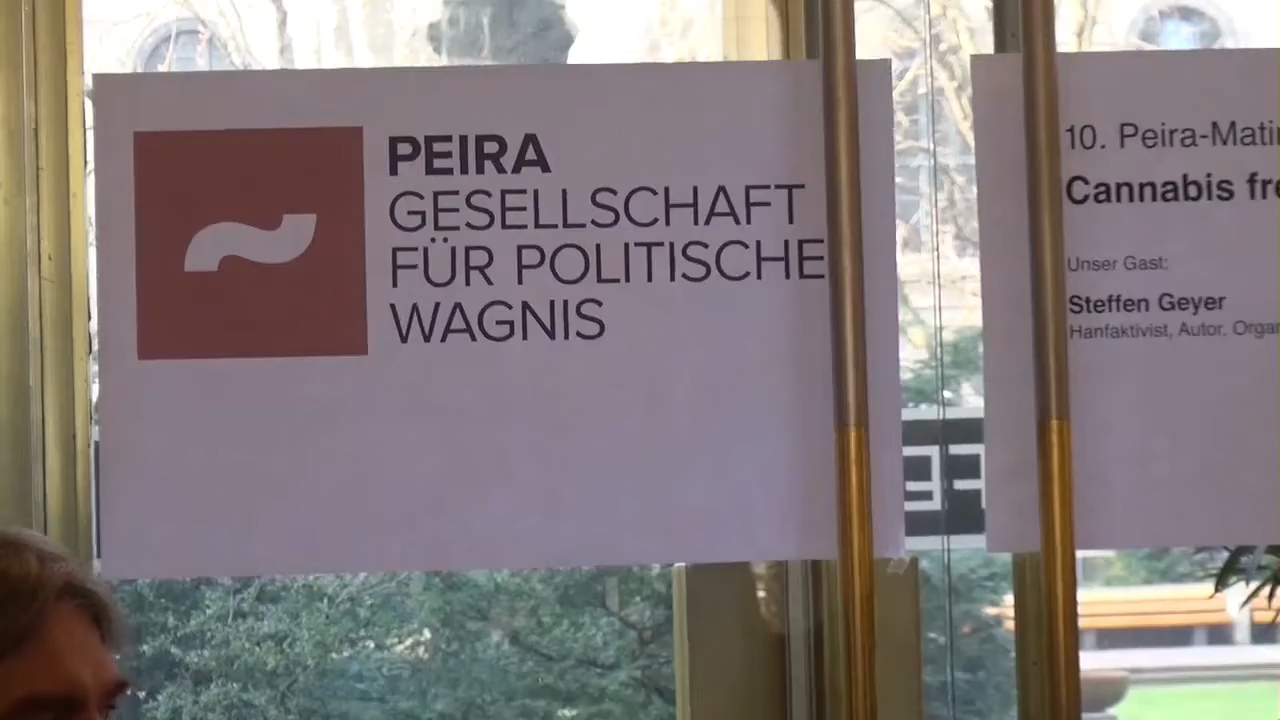 PEIRA
GESELLSCHAFT
FÜR POLITISCHE
WAGNIS
10. Peira-Mati
Cannabis fr
Unser Gast:
Steffen Geyer
Hanfaktivist, Autor. Orga